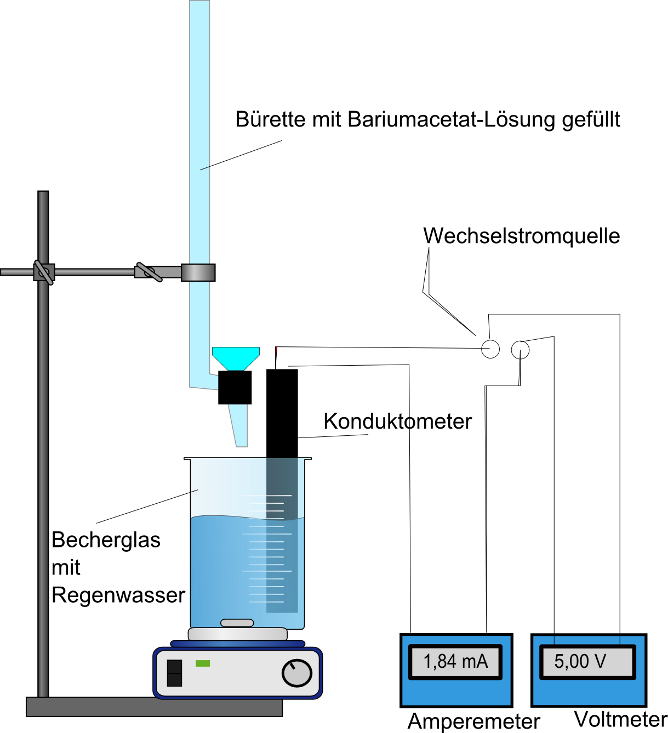 Bürette mit Bariumacetat-Lösung gefüllt
Wechselstromquelle
Konduktometer
Becherglas
mit
Regenwasser
1,84 mA
5,00 V
Amperemeter
Voltmeter